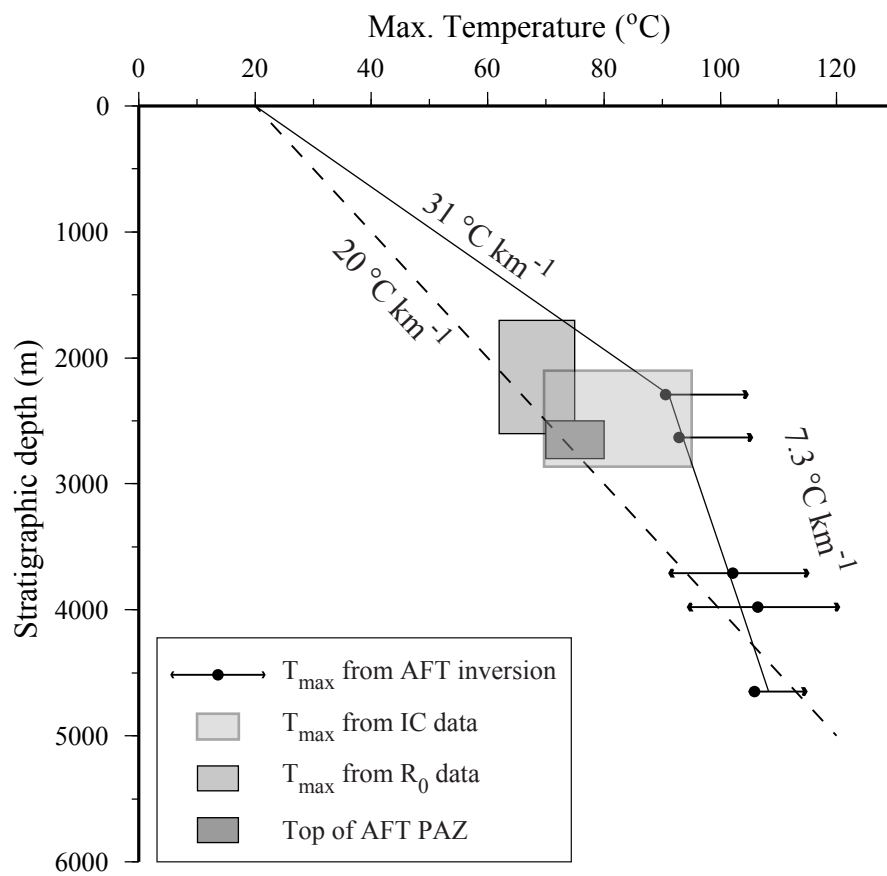 Max. Temperature (°C)
0 20 40 60 80 100 120
Stratigraphic depth (m)
0
1000
2000
3000
4000
5000
6000
31 °C km⁻¹
20 °C km⁻¹
7.3 °C km⁻¹
Tmax from AFT inversion
Tmax from IC data
Tmax from R0 data
Top of AFT PAZ